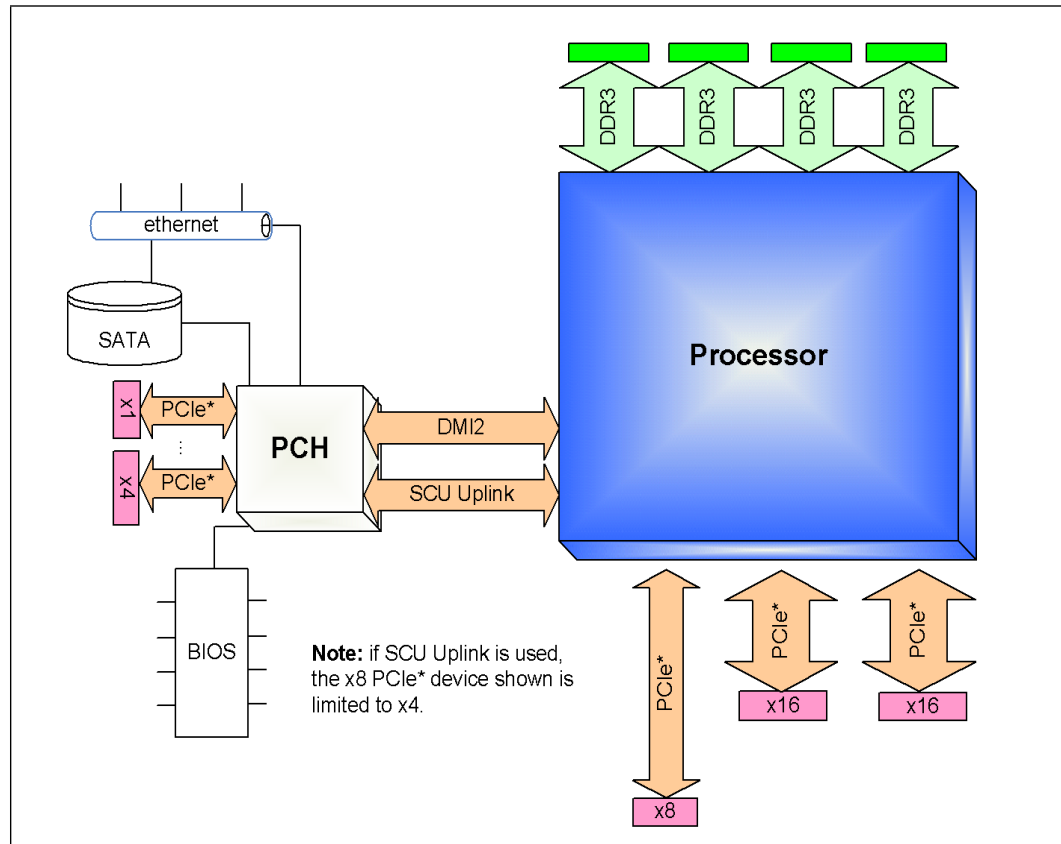 DDR3
DDR3
DDR3
DDR3
ethernet
SATA
Processor
x1
PCIe*
...
x4
PCIe*
PCH
DMI2
SCU Uplink
BIOS
Note: if SCU Uplink is used,
the x8 PCIe* device shown is
limited to x4.
PCIe*
PCIe*
PCIe*
x16
x16
x8